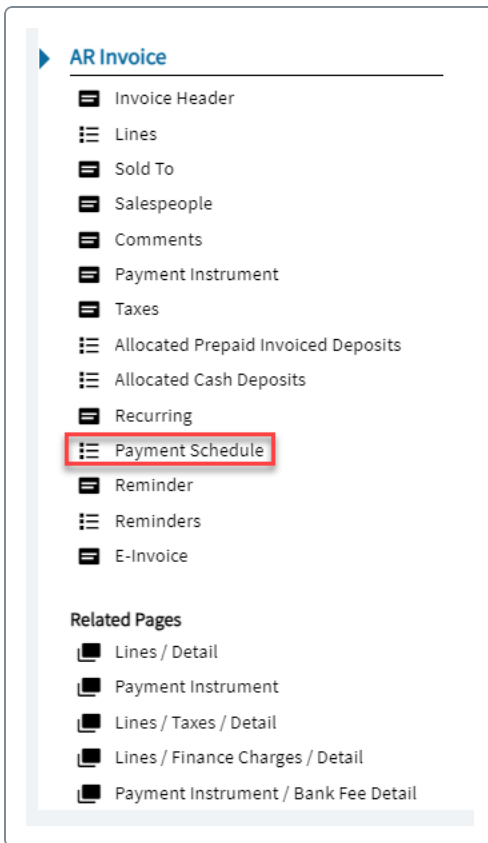 AR Invoice
Invoice Header
Lines
Sold To
Salespeople
Comments
Payment Instrument
Taxes
Allocated Prepaid Invoiced Deposits
Allocated Cash Deposits
Recurring
Payment Schedule
Reminder
Reminders
E-Invoice
Related Pages
Lines / Detail
Payment Instrument
Lines / Taxes / Detail
Lines / Finance Charges / Detail
Payment Instrument / Bank Fee Detail